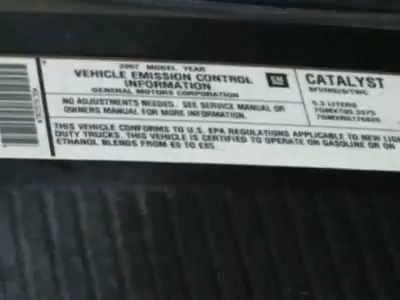 2007 MODEL YEAR
VEHICLE EMISSION CONTROL
INFORMATION
GENERAL MOTORS CORPORATION
GM
NO ADJUSTMENTS NEEDED. SEE SERVICE MANUAL OR
OWNERS MANUAL FOR MORE INFORMATION.
CATALYST
5.3 LITERS
THIS VEHICLE CONFORMS TO U.S. EPA REGULATIONS APPLICABLE TO NEW LIGH
DUTY TRUCKS. THIS VEHICLE IS CERTIFIED TO OPERATE ON GASOLINE OR ON
ETHANOL BLENDS FROM E0 TO E85.